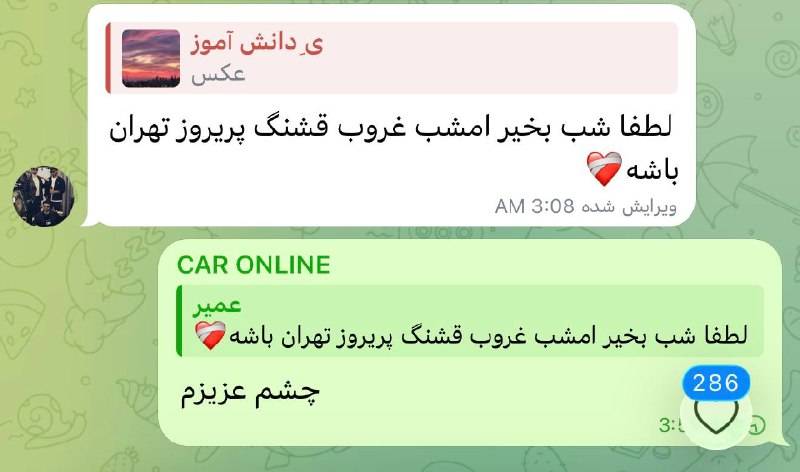 یِ دانش آموز
عکس
لطفا شب بخیر امشب غروب قشنگ پریروز تهران
باشه❤️‍🩹
ویرایش شده 3:08 AM
CAR ONLINE
عمیر
لطفا شب بخیر امشب غروب قشنگ پریروز تهران باشه❤️‍🩹
چشم عزیزم
286